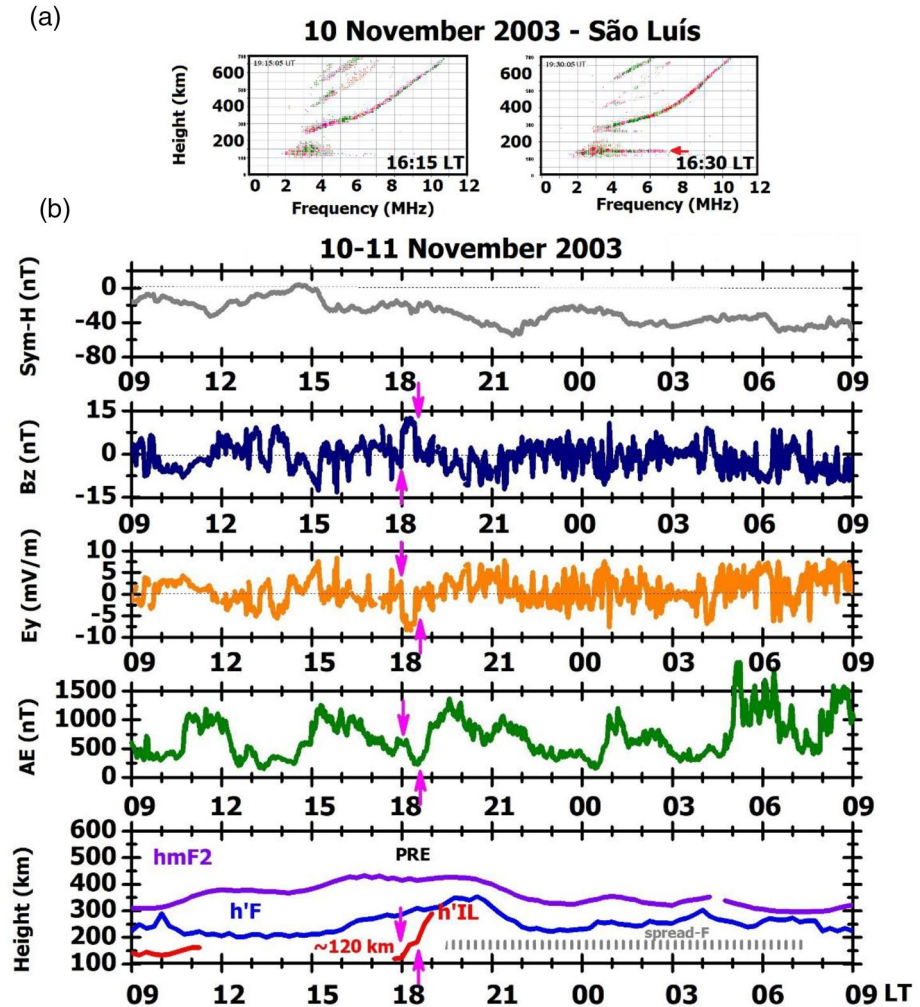 (a)
10 November 2003 - São Luís
Height (km)
600
400
200
0
19:15:05 UT
16:15 LT
0 2 4 6 8 10 12
Frequency (MHz)
19:30:05 UT
16:30 LT
0 2 4 6 8 10 12
Frequency (MHz)
(b)
10-11 November 2003
Sym-H (nT)
0
-40
-80
09 12 15 18 21 00 03 06 09
Bz (nT)
15
0
-15
09 12 15 18 21 00 03 06 09
Ey (mV/m)
10
5
0
-5
-10
09 12 15 18 21 00 03 06 09
AE (nT)
1500
1000
500
0
09 12 15 18 21 00 03 06 09
Height (km)
600
500
400
300
200
100
hmF2
PRE
h'F
h'IL
~120 km
spread-F
09 12 15 18 21 00 03 06 09 LT